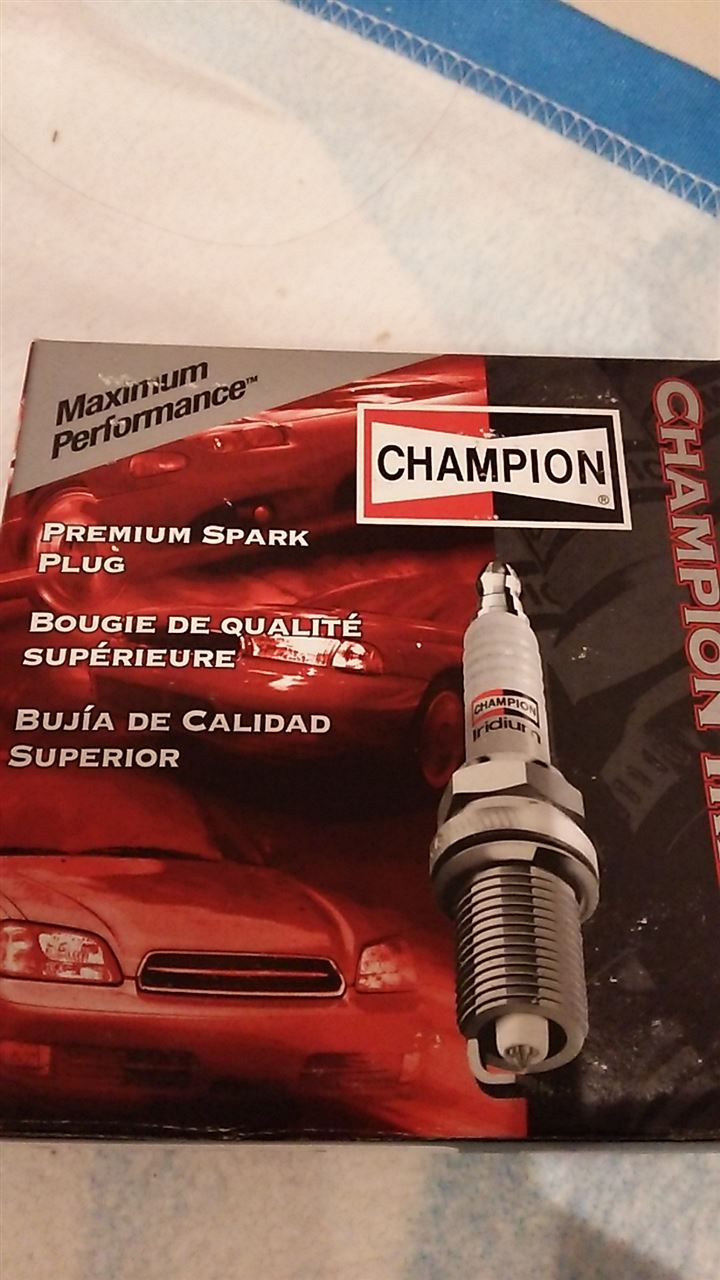 Maximum
Performance™
CHAMPION
®
PREMIUM SPARK
PLUG
BOUGIE DE QUALITÉ
SUPÉRIEURE
BUJÍA DE CALIDAD
SUPERIOR
CHAMPION
Iridium
CHAMPION